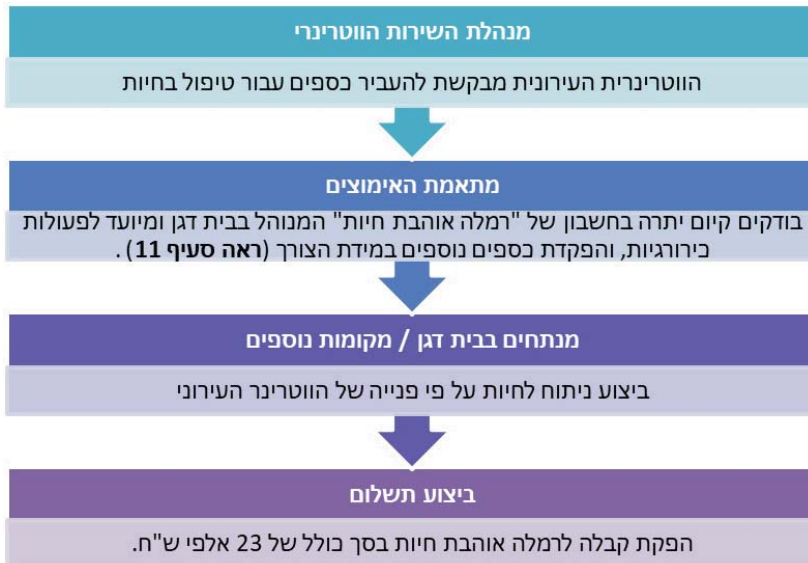 מנהלת השירות הווטרינרי
הווטרינרית העירונית מבקשת להעביר כספים עבור טיפול בחיות
מתאמת האימוצים
בודקים קיום יתרה בחשבון של "רמלה אוהבת חיות" המנוהל בבית דגן ומיועד לפעולות
כירורגיות, והפקדת כספים נוספים במידת הצורך (ראה סעיף 11) .
מנתחים בבית דגן / מקומות נוספים
ביצוע ניתוח לחיות על פי פנייה של הווטרינר העירוני
ביצוע תשלום
הפקת קבלה לרמלה אוהבת חיות בסך כולל של 23 אלפי ש"ח.